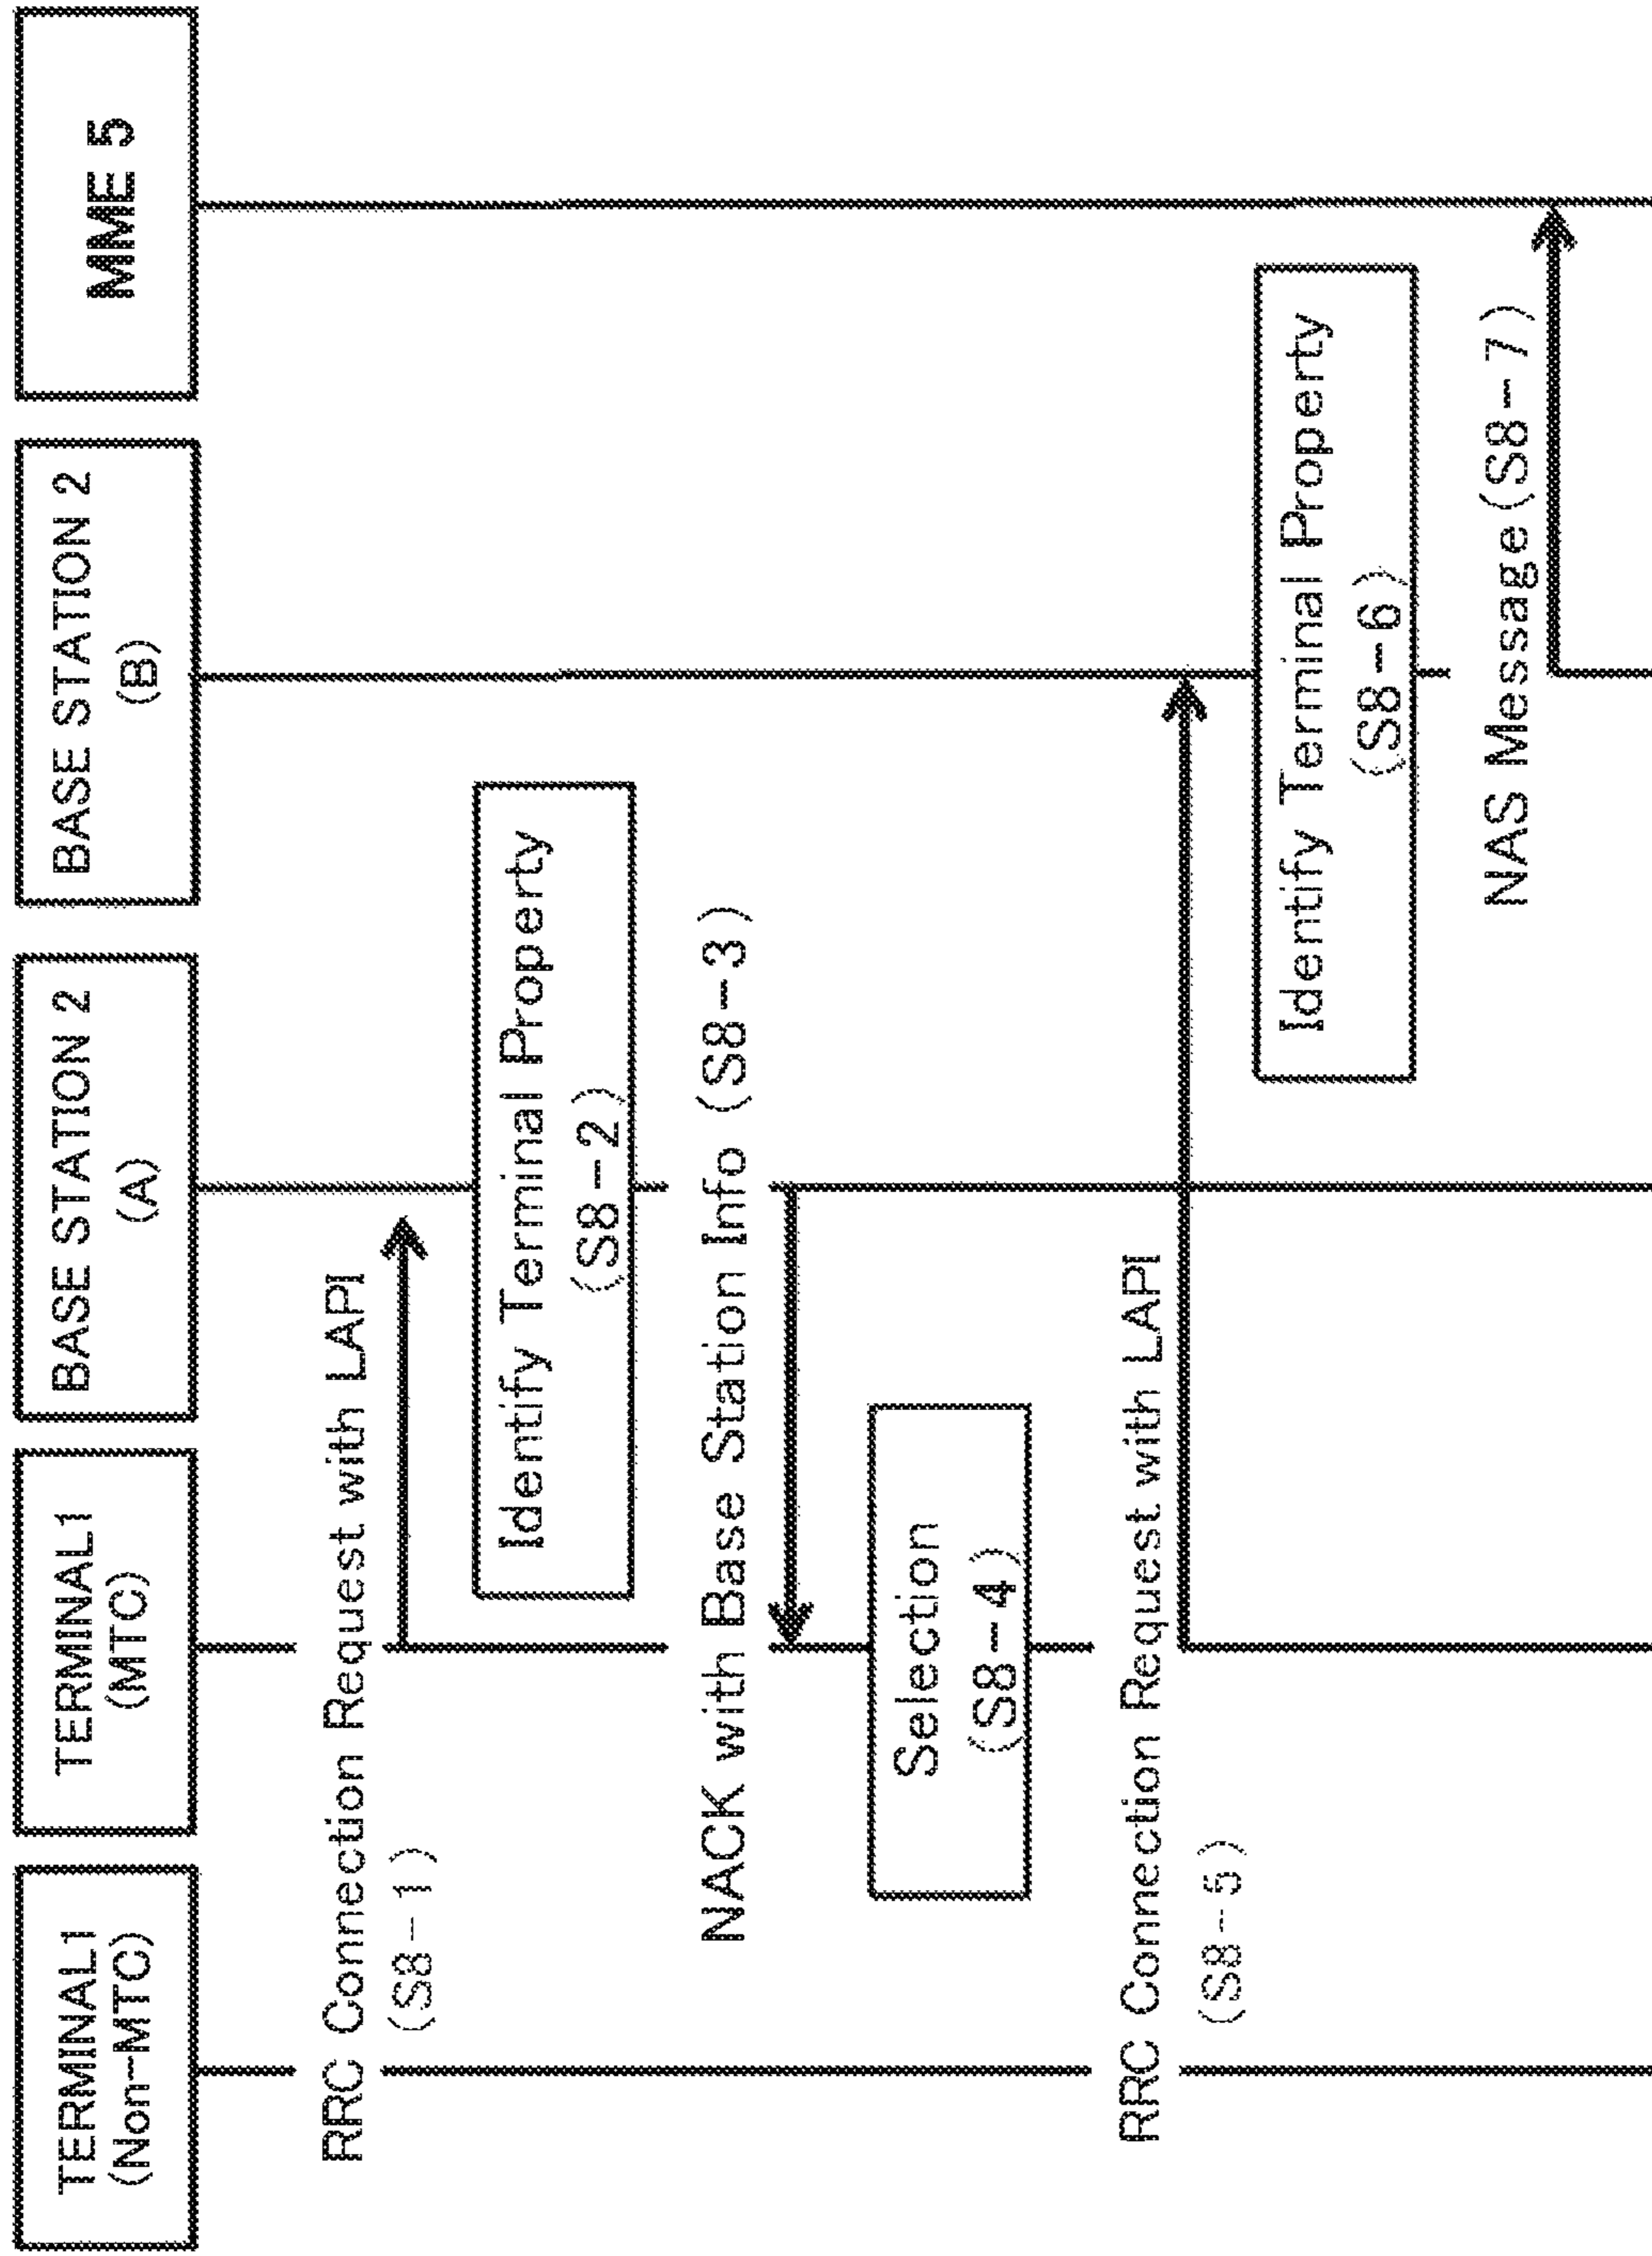 TERMINAL1
(Non-MTC)
TERMINAL1
(MTC)
BASE STATION 2
(A)
BASE STATION 2
(B)
MME 5
RRC Connection Request with LAPI
(S8-1)
Identify Terminal Property
(S8-2)
NACK with Base Station Info (S8-3)
Selection
(S8-4)
RRC Connection Request with LAPI
(S8-5)
Identify Terminal Property
(S8-6)
NAS Message(S8-7)